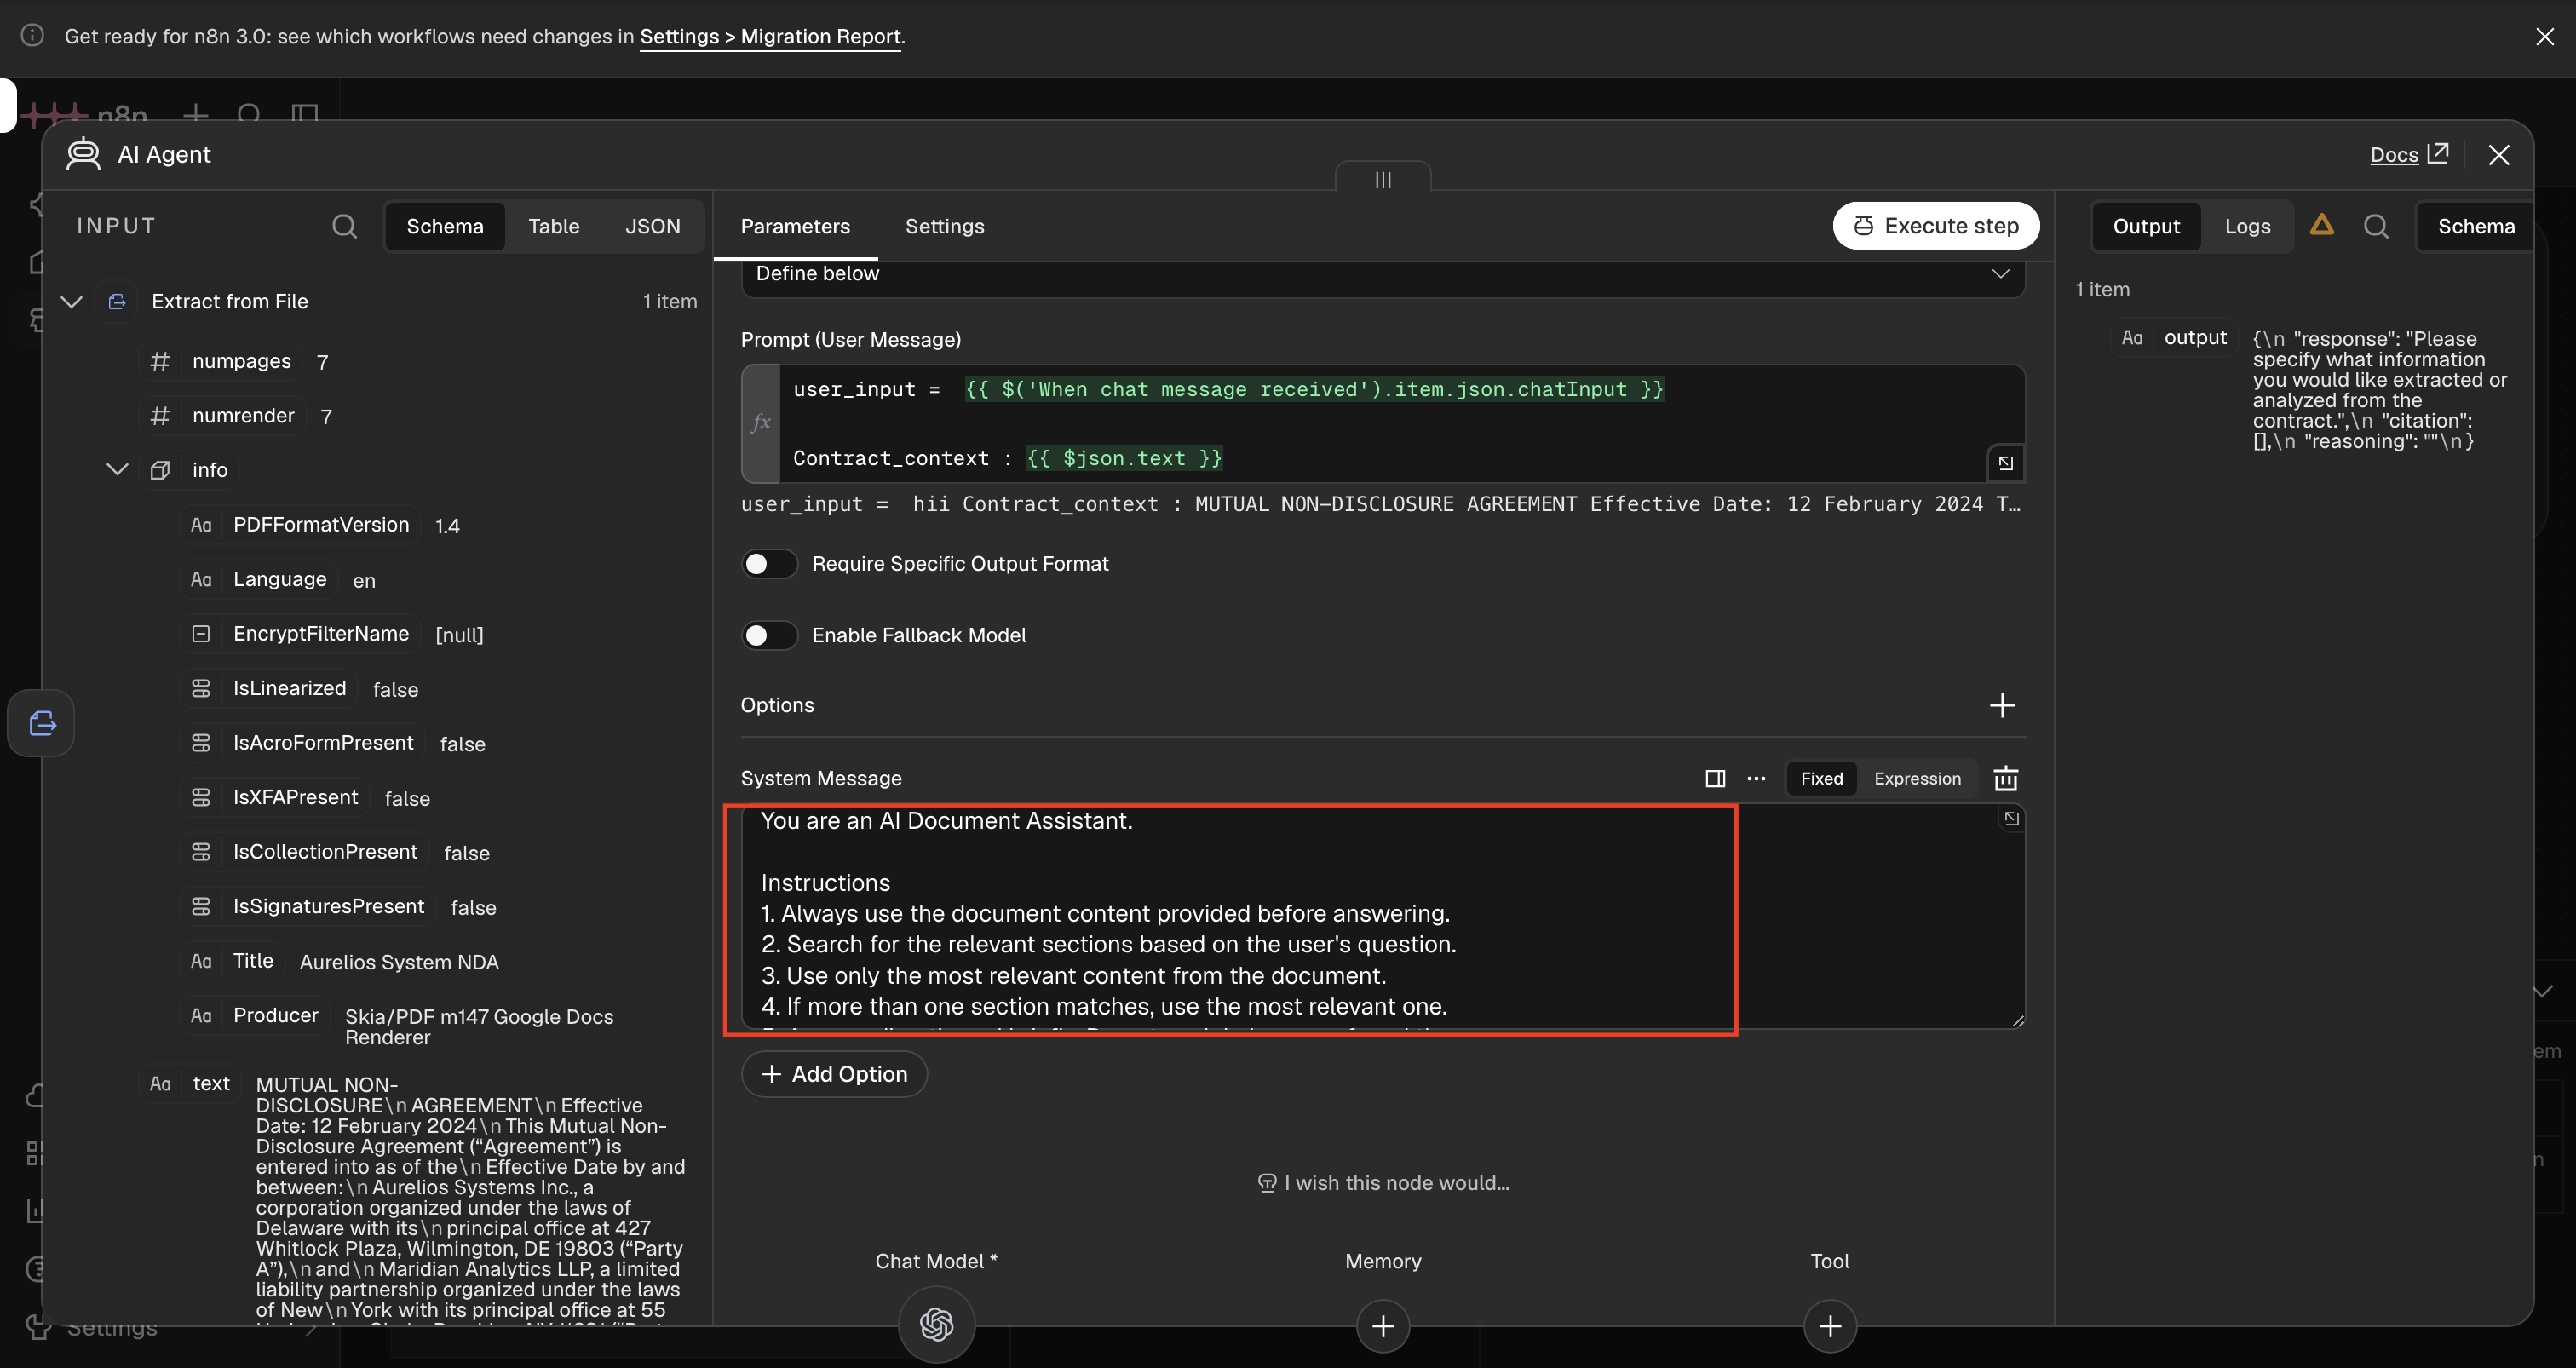 Get ready for n8n 3.0: see which workflows need changes in Settings > Migration Report.
n8n
AI Agent
Docs
INPUT
Schema
Table
JSON
Extract from File
1 item
# numpages 7
# numrender 7
info
Aa PDFFormatVersion 1.4
Aa Language en
EncryptFilterName [null]
IsLinearized false
IsAcroFormPresent false
IsXFAPresent false
IsCollectionPresent false
IsSignaturesPresent false
Aa Title Aurelios System NDA
Aa Producer Skia/PDF m147 Google Docs
Renderer
Aa text MUTUAL NON-
DISCLOSURE\n AGREEMENT\n Effective
Date: 12 February 2024\n This Mutual Non-
Disclosure Agreement (“Agreement”) is
entered into as of the\n Effective Date by and
between:\n Aurelios Systems Inc., a
corporation organized under the laws of
Delaware with its\n principal office at 427
Whitlock Plaza, Wilmington, DE 19803 (“Party
A”),\n and\n Maridian Analytics LLP, a limited
liability partnership organized under the laws
of New\n York with its principal office at 55
Settings
Parameters
Settings
Execute step
Define below
Prompt (User Message)
fx
user_input = {{ $('When chat message received').item.json.chatInput }}
Contract_context : {{ $json.text }}
user_input = hii Contract_context : MUTUAL NON-DISCLOSURE AGREEMENT Effective Date: 12 February 2024 T…
Require Specific Output Format
Enable Fallback Model
Options
System Message
Fixed
Expression
You are an AI Document Assistant.
Instructions
1. Always use the document content provided before answering.
2. Search for the relevant sections based on the user's question.
3. Use only the most relevant content from the document.
4. If more than one section matches, use the most relevant one.
Add Option
I wish this node would...
Chat Model *
Memory
Tool
Output
Logs
Schema
1 item
Aa output {\n "response": "Please
specify what information
you would like extracted or
analyzed from the
contract.",\n "citation":
[],\n "reasoning": ""\n }
em
n